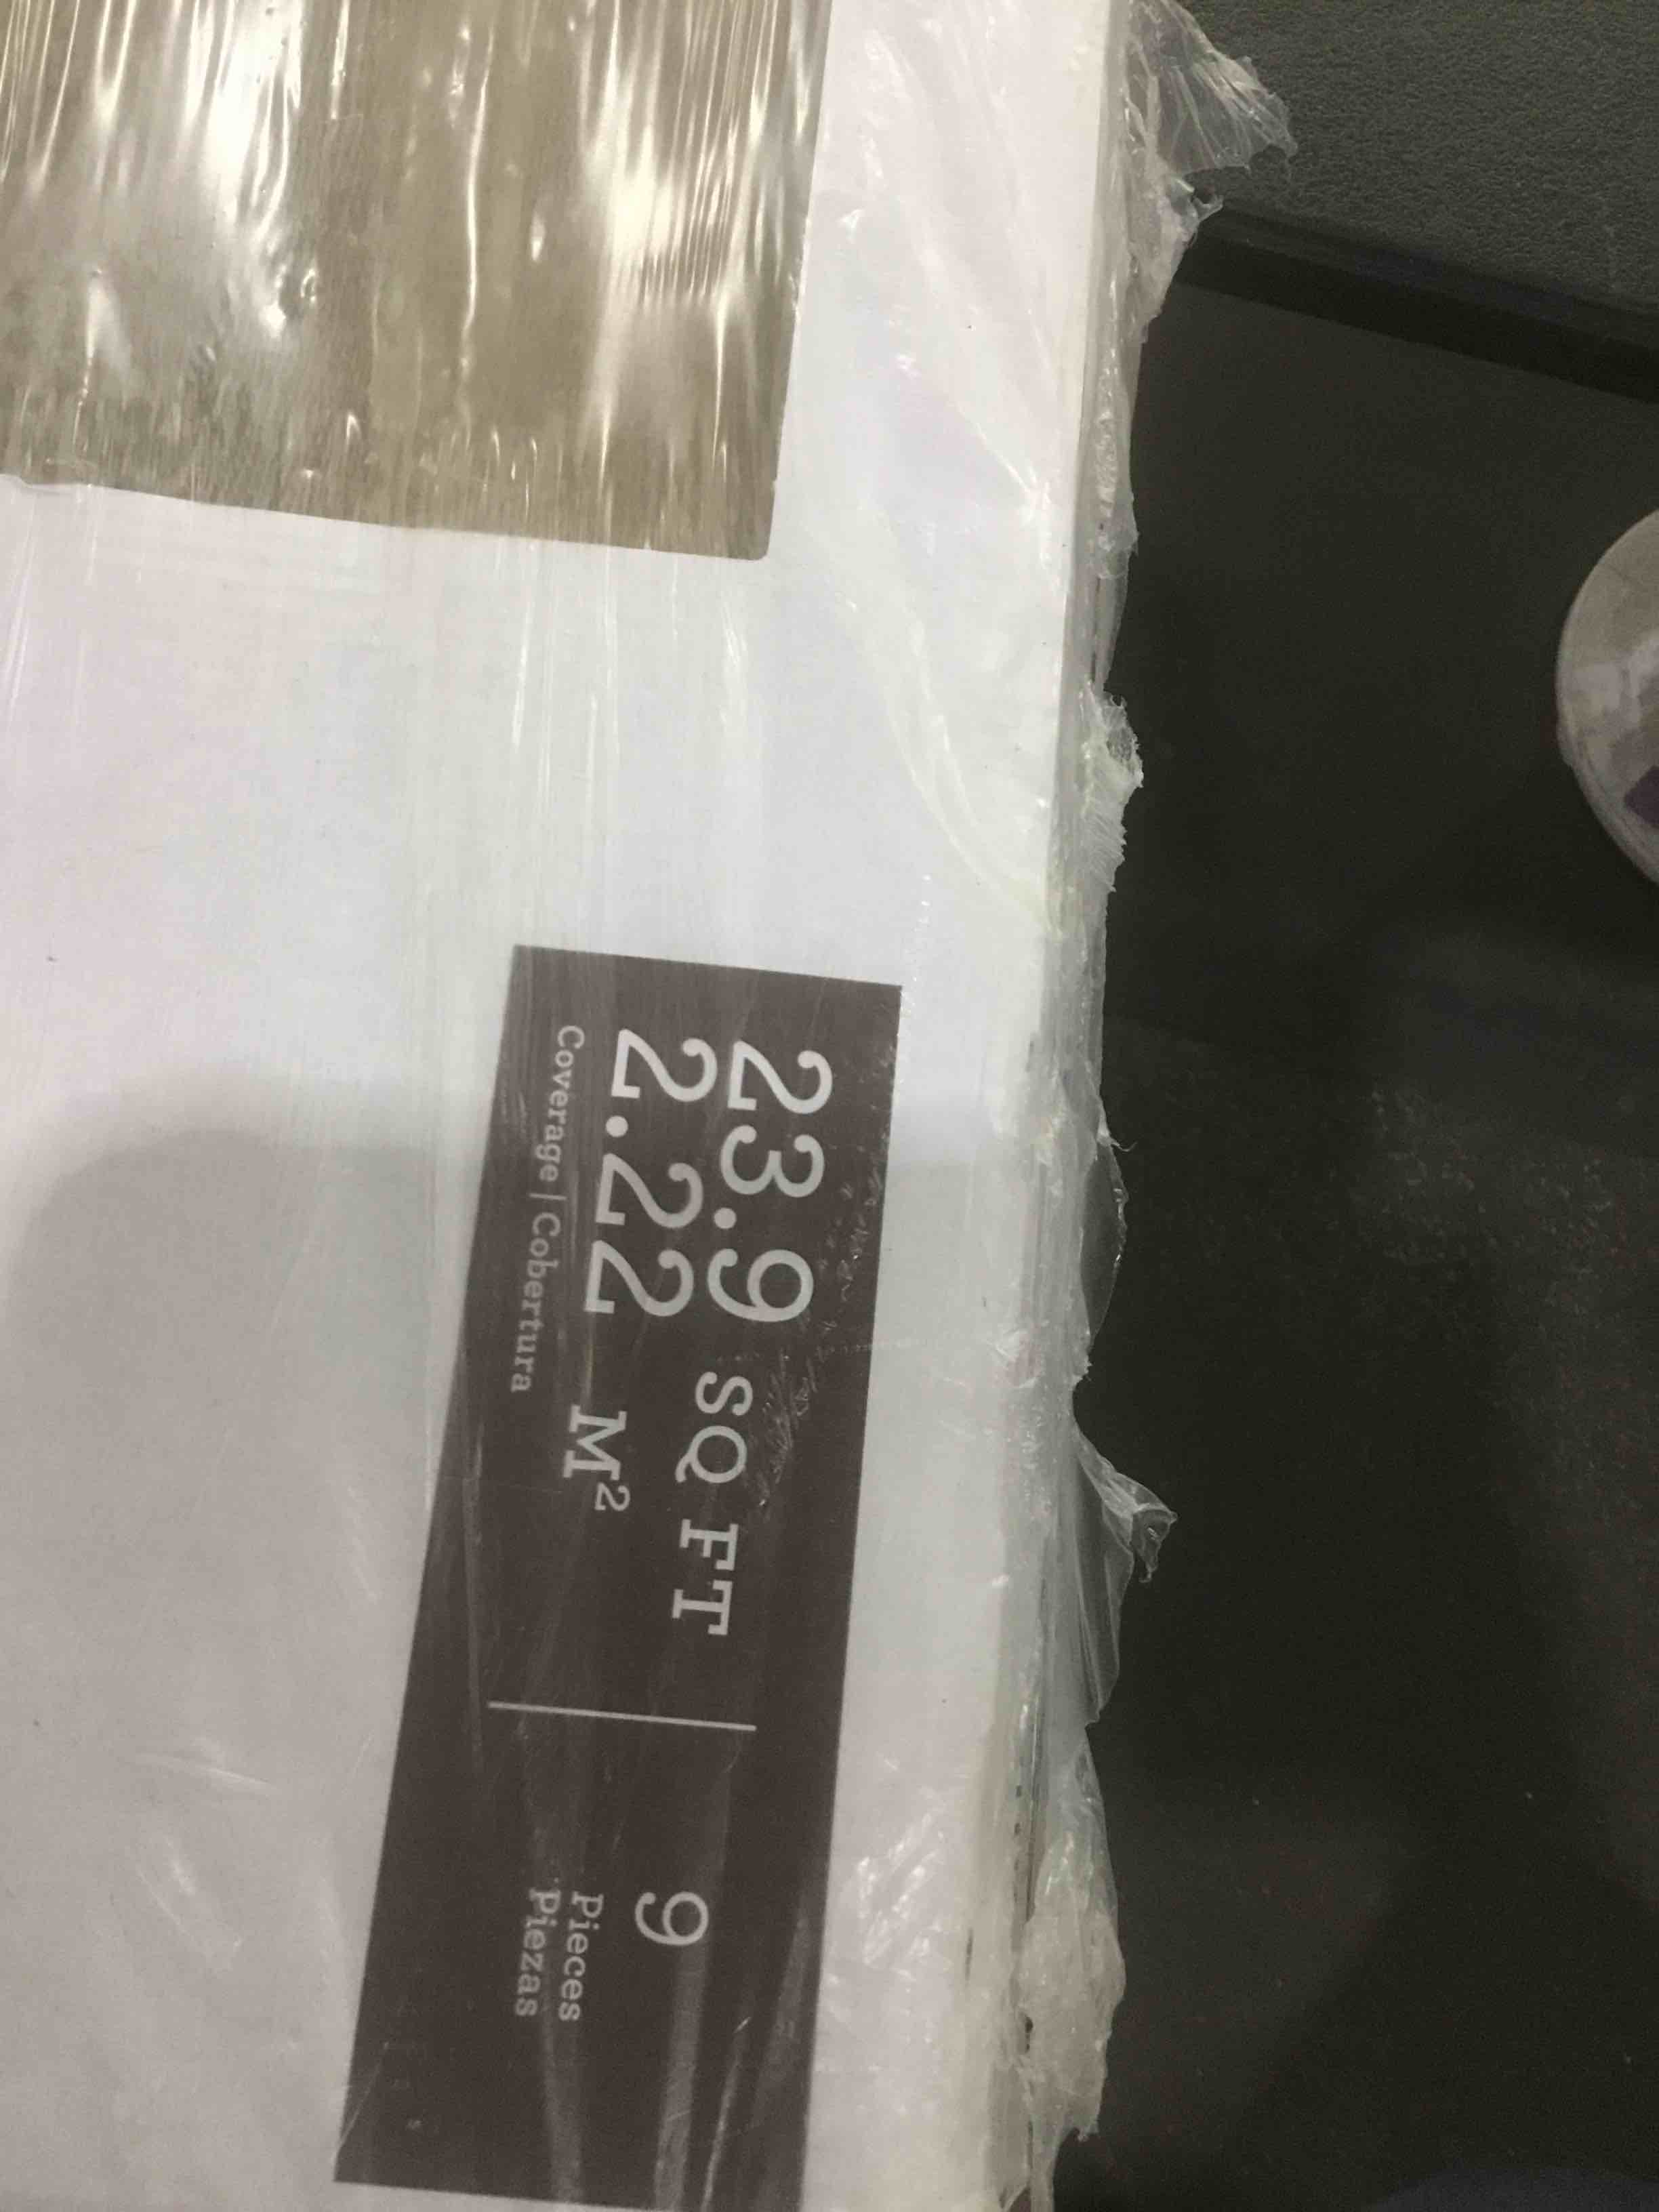 23.9 SQ FT
2.22 M²
Coverage | Cobertura
9
Pieces
Piezas